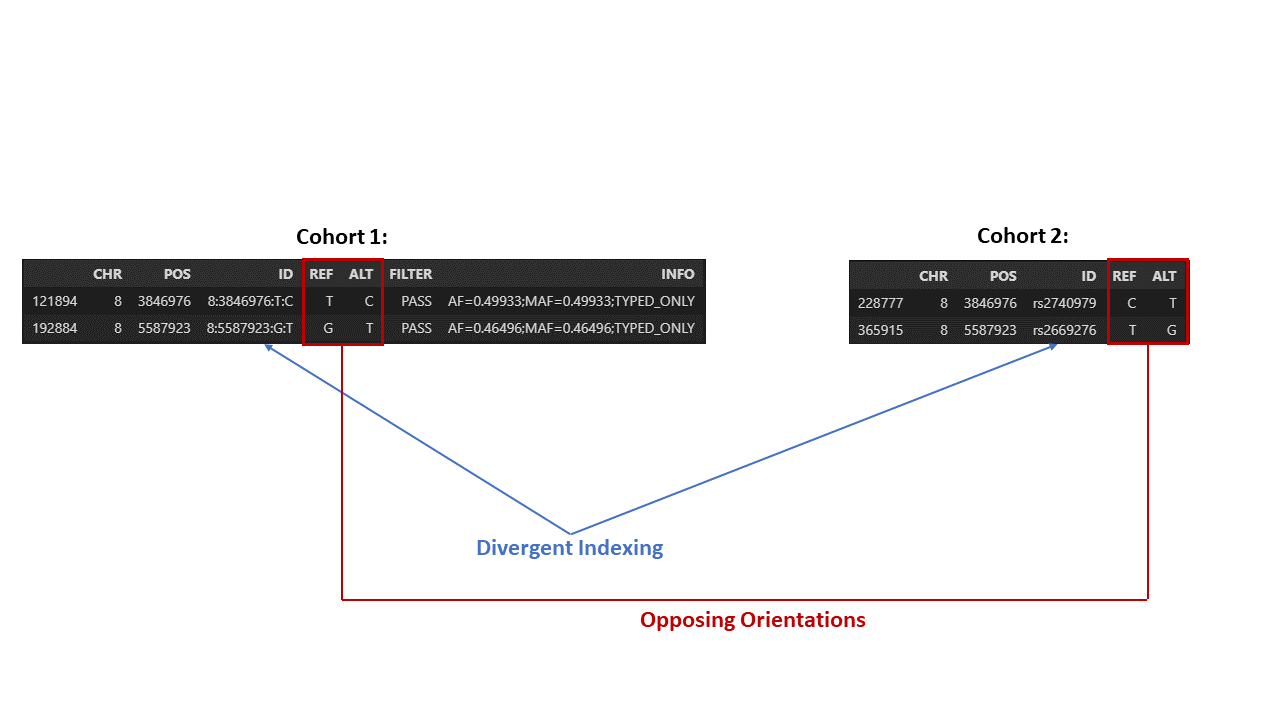 Cohort 1:
CHR POS ID REF ALT FILTER INFO
121894 8 3846976 8:3846976:T:C T C PASS AF=0.49933;MAF=0.49933;TYPED_ONLY
192884 8 5587923 8:5587923:G:T G T PASS AF=0.46496;MAF=0.46496;TYPED_ONLY
Cohort 2:
CHR POS ID REF ALT
228777 8 3846976 rs2740979 C T
365915 8 5587923 rs2669276 T G
Divergent Indexing
Opposing Orientations